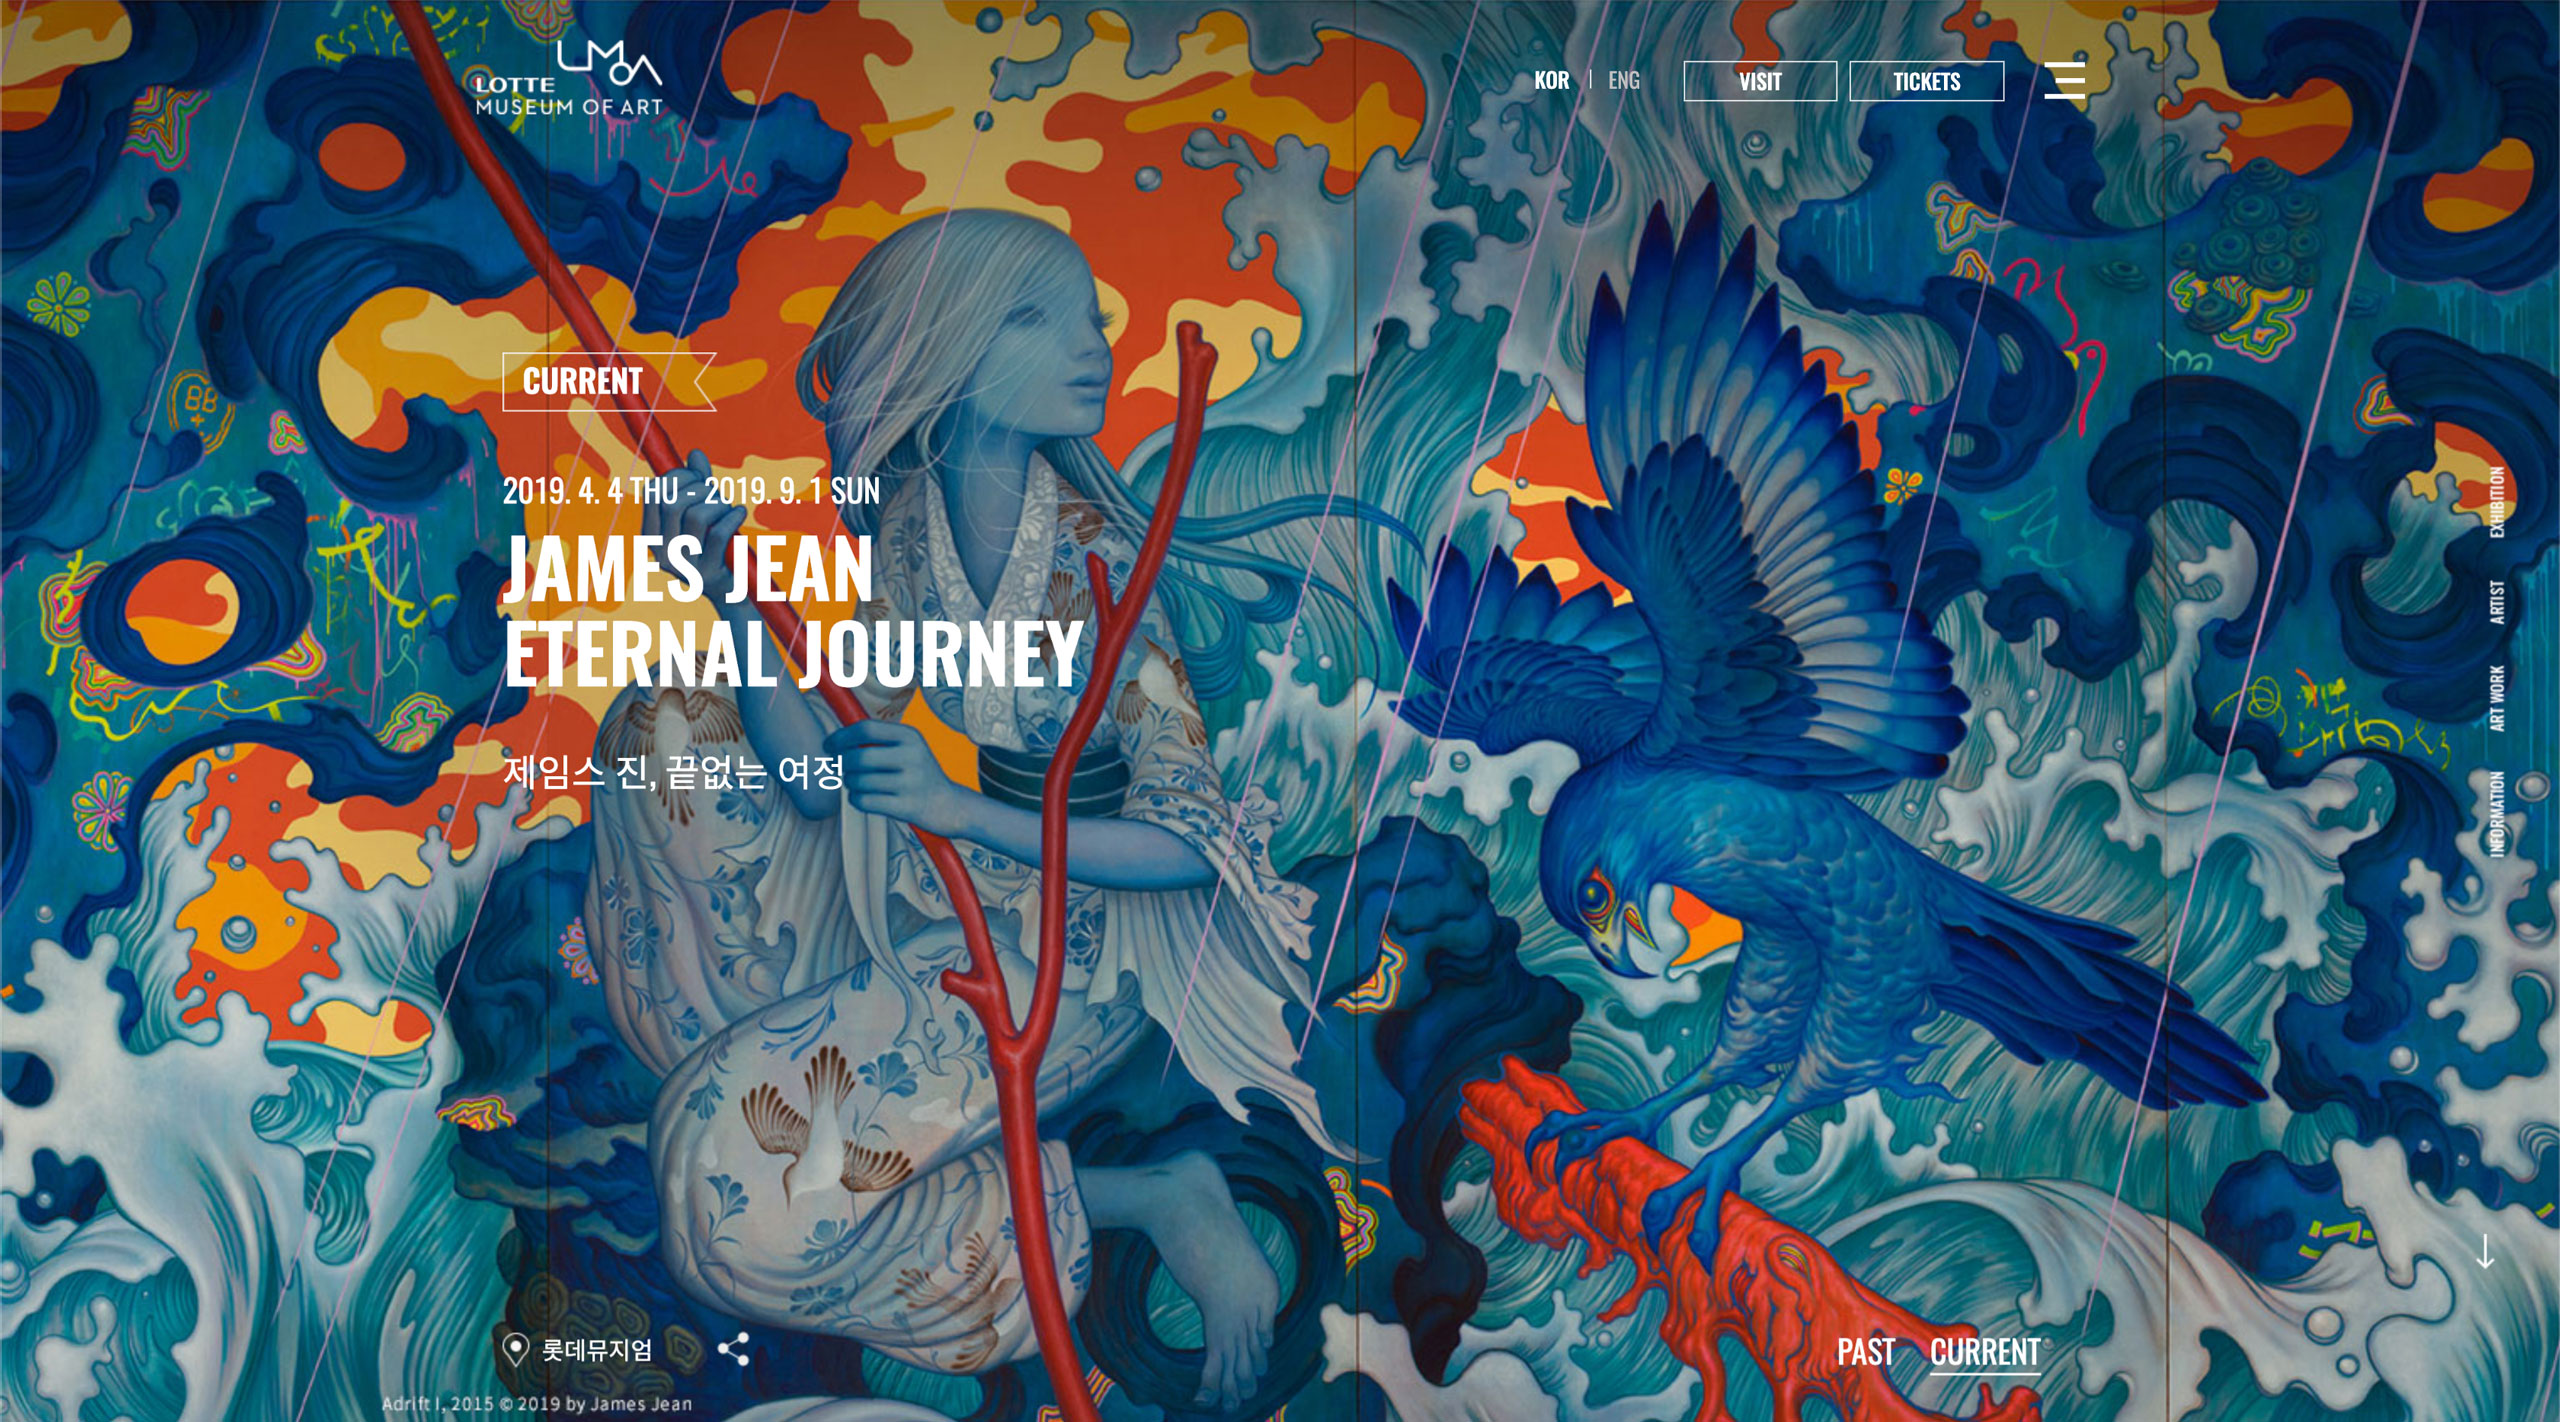 LMOA
LOTTE
MUSEUM OF ART
KOR | ENG
VISIT
TICKETS
CURRENT
2019. 4. 4 THU - 2019. 9. 1 SUN
JAMES JEAN
ETERNAL JOURNEY
제임스 진, 끝없는 여정
EXHIBITION
ARTIST
ART WORK
INFORMATION
롯데뮤지엄
PAST
CURRENT
Adrift I, 2015 © 2019 by James Jean
BB
+